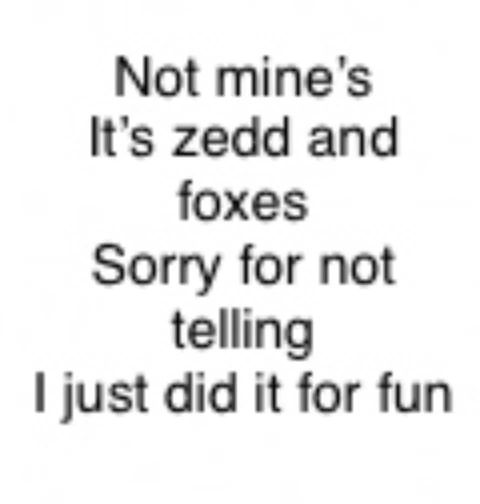 Not mine’s
It’s zedd and
foxes
Sorry for not
telling
I just did it for fun